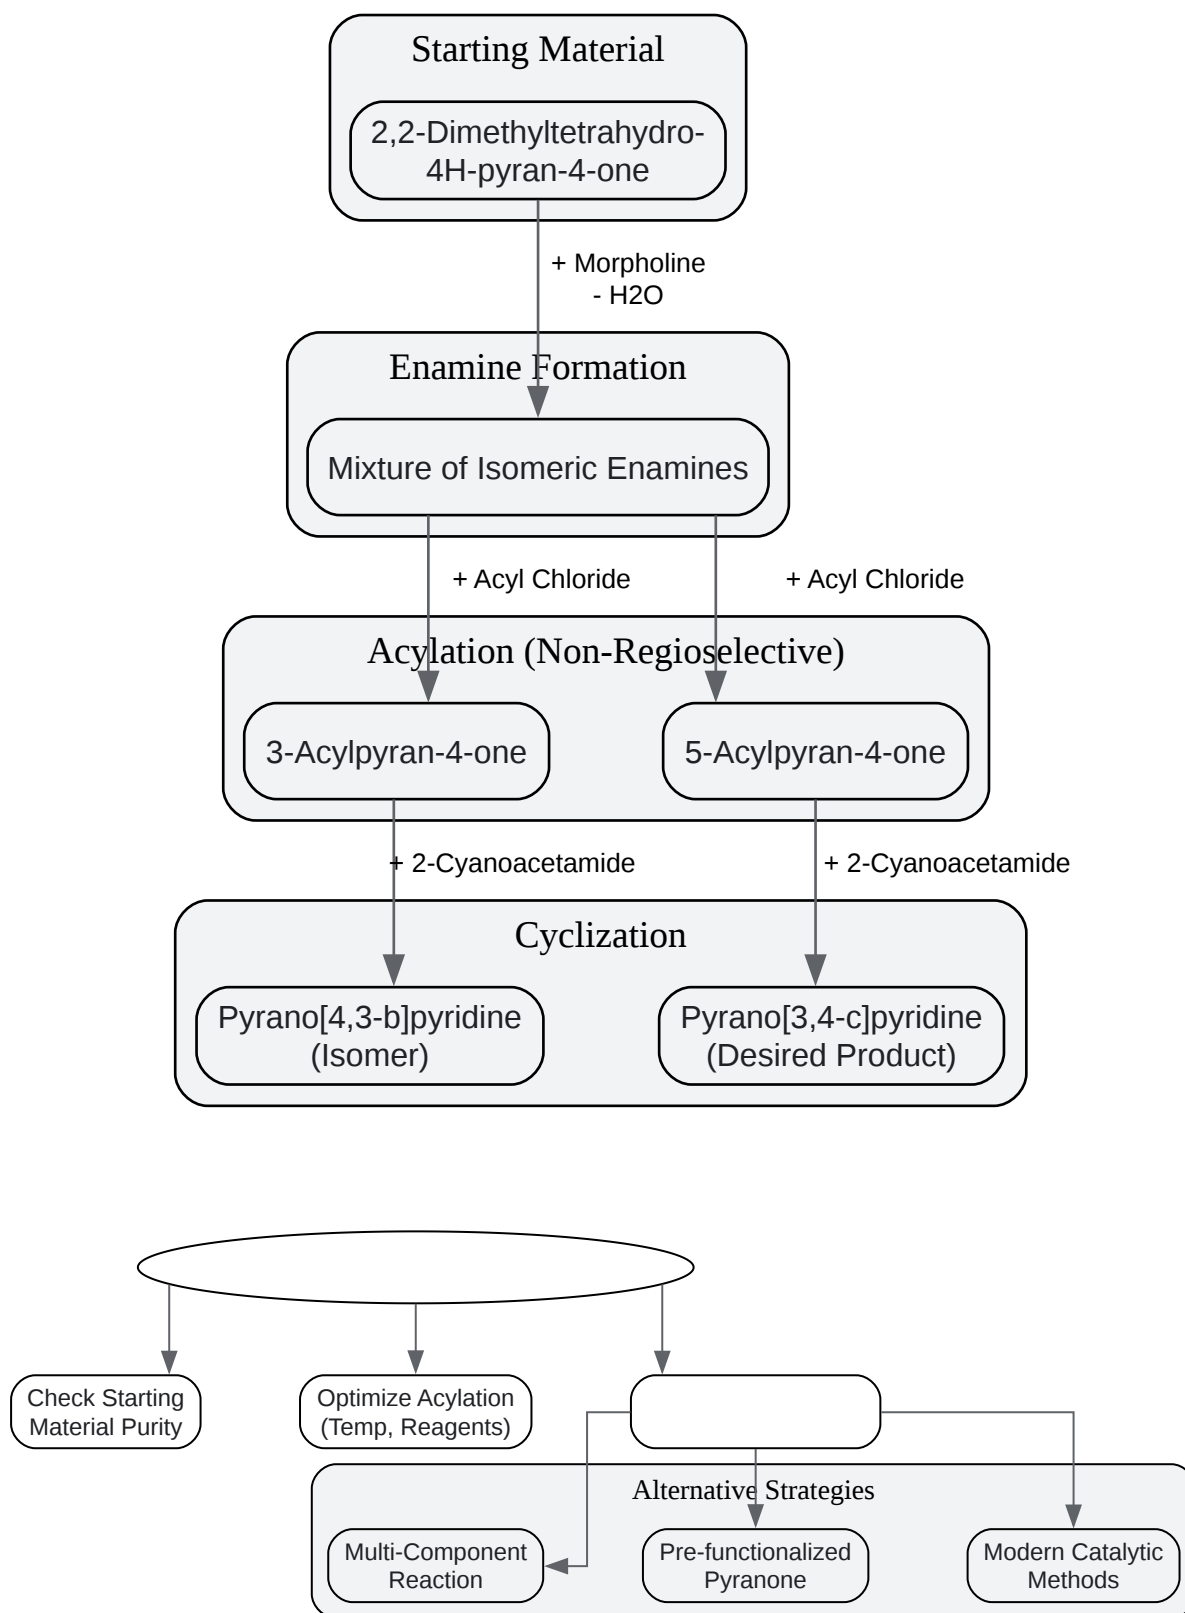 Starting Material
2,2-Dimethyltetrahydro-
4H-pyran-4-one
+ Morpholine
- H2O
Enamine Formation
Mixture of Isomeric Enamines
+ Acyl Chloride
+ Acyl Chloride
Acylation (Non-Regioselective)
3-Acylpyran-4-one
5-Acylpyran-4-one
+ 2-Cyanoacetamide
+ 2-Cyanoacetamide
Cyclization
Pyrano[4,3-b]pyridine
(Isomer)
Pyrano[3,4-c]pyridine
(Desired Product)
Check Starting
Material Purity
Optimize Acylation
(Temp, Reagents)
Alternative Strategies
Multi-Component
Reaction
Pre-functionalized
Pyranone
Modern Catalytic
Methods